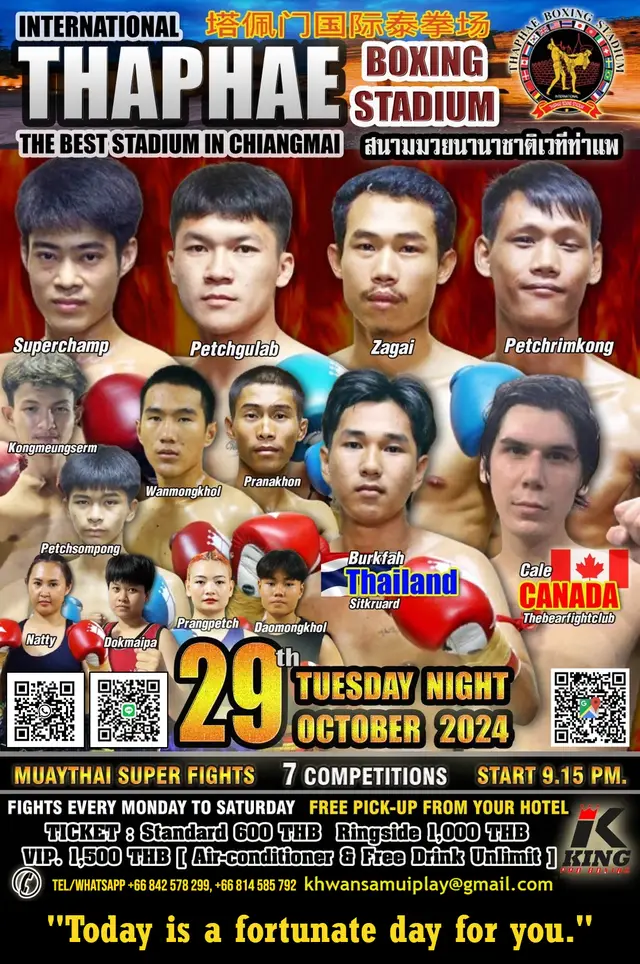 INTERNATIONAL
塔佩门国际泰拳场
THAPHAE
BOXING
STADIUM
THE BEST STADIUM IN CHIANGMAI
สนามมวยนานาชาติเวทีท่าแพ
THAPHAE BOXING STADIUM
Superchamp
Petchgulab
Zagai
Petchrimkong
Kongmeungserm
Wanmongkhol
Pranakhon
Petchsompong
Burkfah
Thailand
Sitkruard
Cale
CANADA
Thebearfightclub
Natty
Dokmaipa
Prangpetch
Daomongkhol
29th
TUESDAY NIGHT
OCTOBER 2024
MUAYTHAI SUPER FIGHTS 7 COMPETITIONS START 9.15 PM.
FIGHTS EVERY MONDAY TO SATURDAY FREE PICK-UP FROM YOUR HOTEL
TICKET : Standard 600 THB Ringside 1,000 THB
VIP. 1,500 THB [ Air-conditioner & Free Drink Unlimit ]
K
KING
TEL/WHATSAPP +66 842 578 299, +66 814 585 792 khwansamuiplay@gmail.com
"Today is a fortunate day for you."